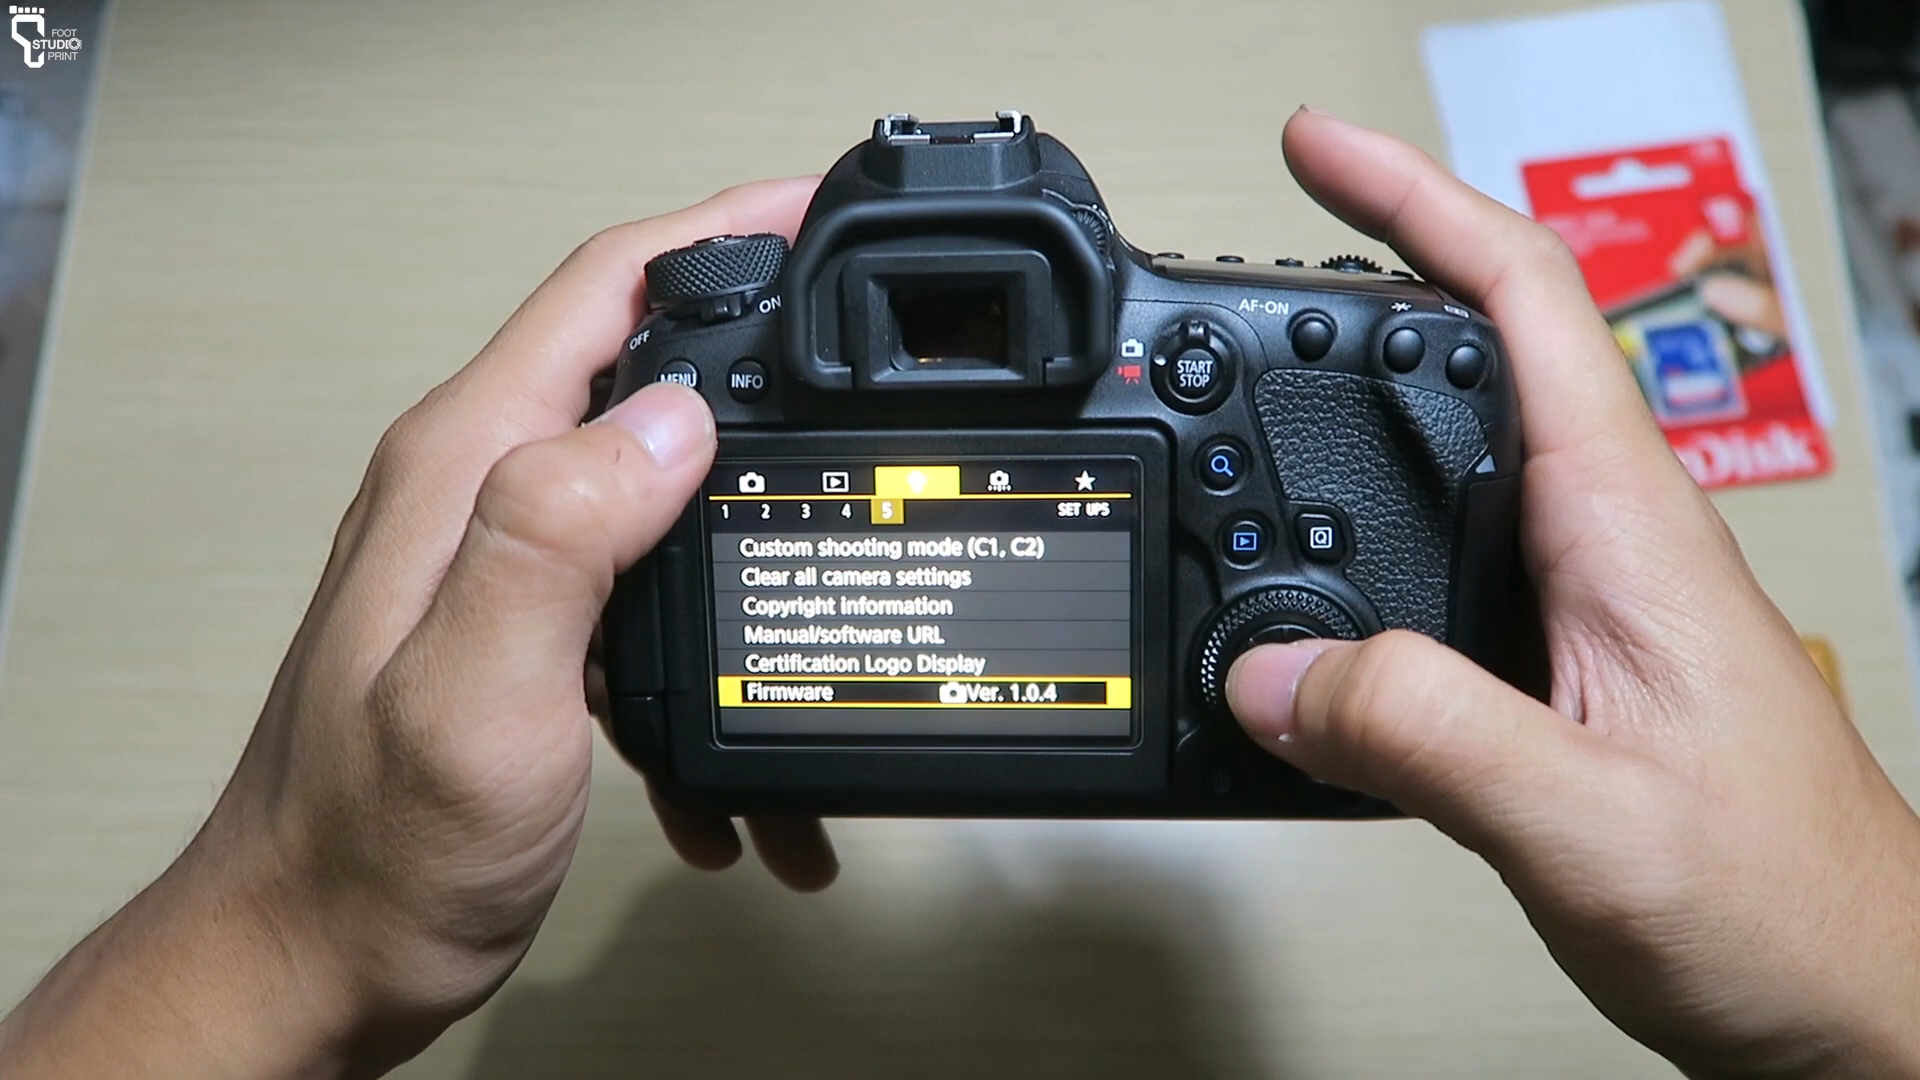 FOOT
STUDIO
PRINT
ON
OFF
MENU
INFO
AF-ON
START
STOP
Q
1 2 3 4 5 SET UP5
Custom shooting mode (C1, C2)
Clear all camera settings
Copyright information
Manual/software URL
Certification Logo Display
Firmware Ver. 1.0.4